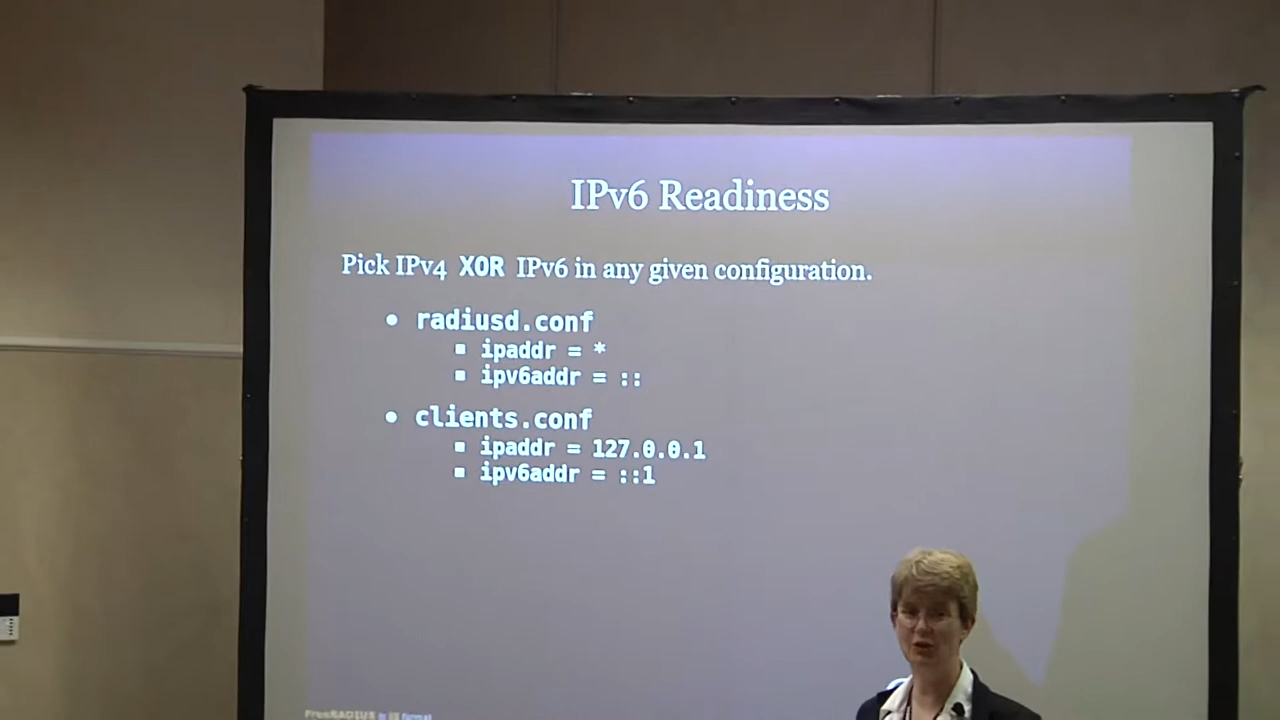 IPv6 Readiness
Pick IPv4 XOR IPv6 in any given configuration.
• radiusd.conf
▪ ipaddr = *
▪ ipv6addr = ::
• clients.conf
▪ ipaddr = 127.0.0.1
▪ ipv6addr = ::1
FreeRADIUS